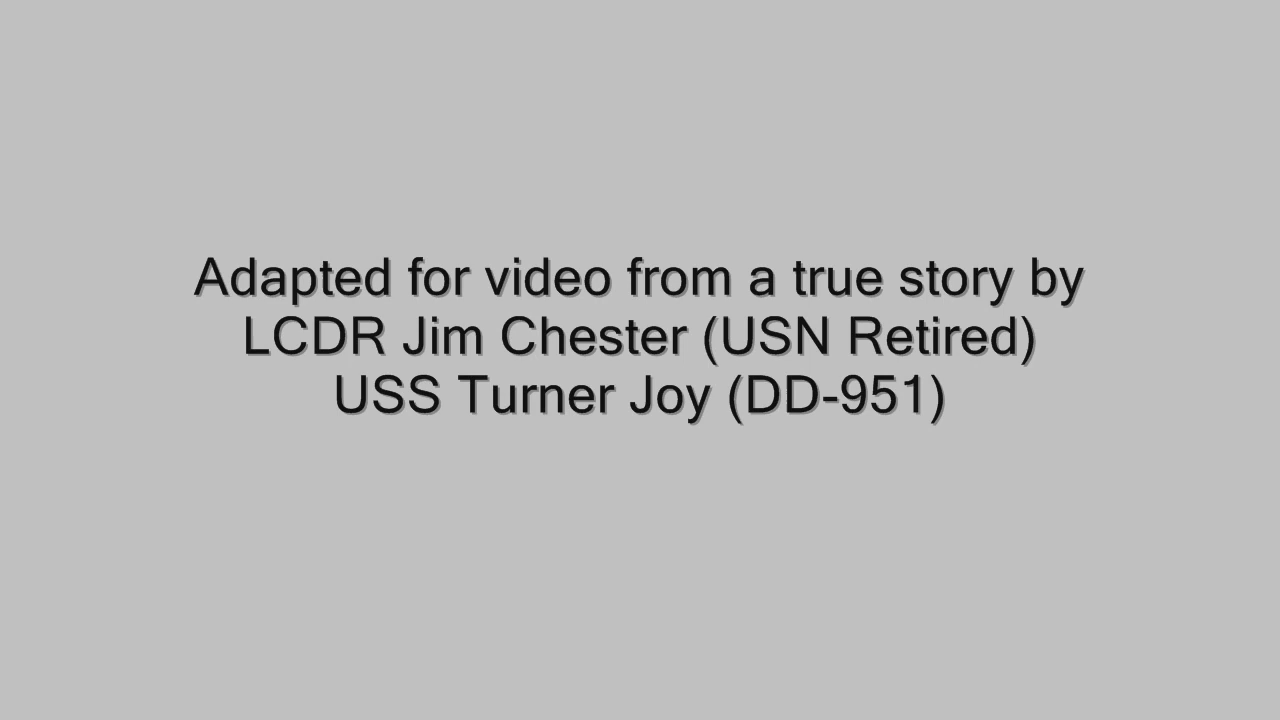 Adapted for video from a true story by
LCDR Jim Chester (USN Retired)
USS Turner Joy (DD-951)